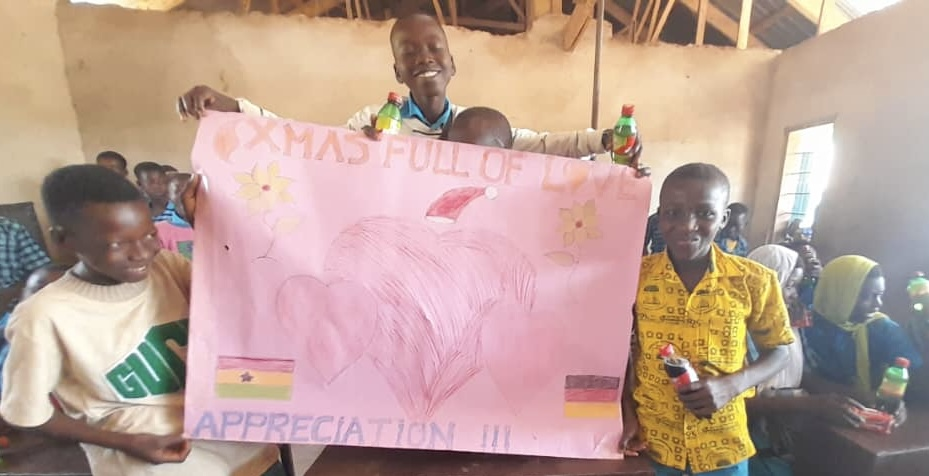 XMAS FULL OF LOVE
APPRECIATION !!!